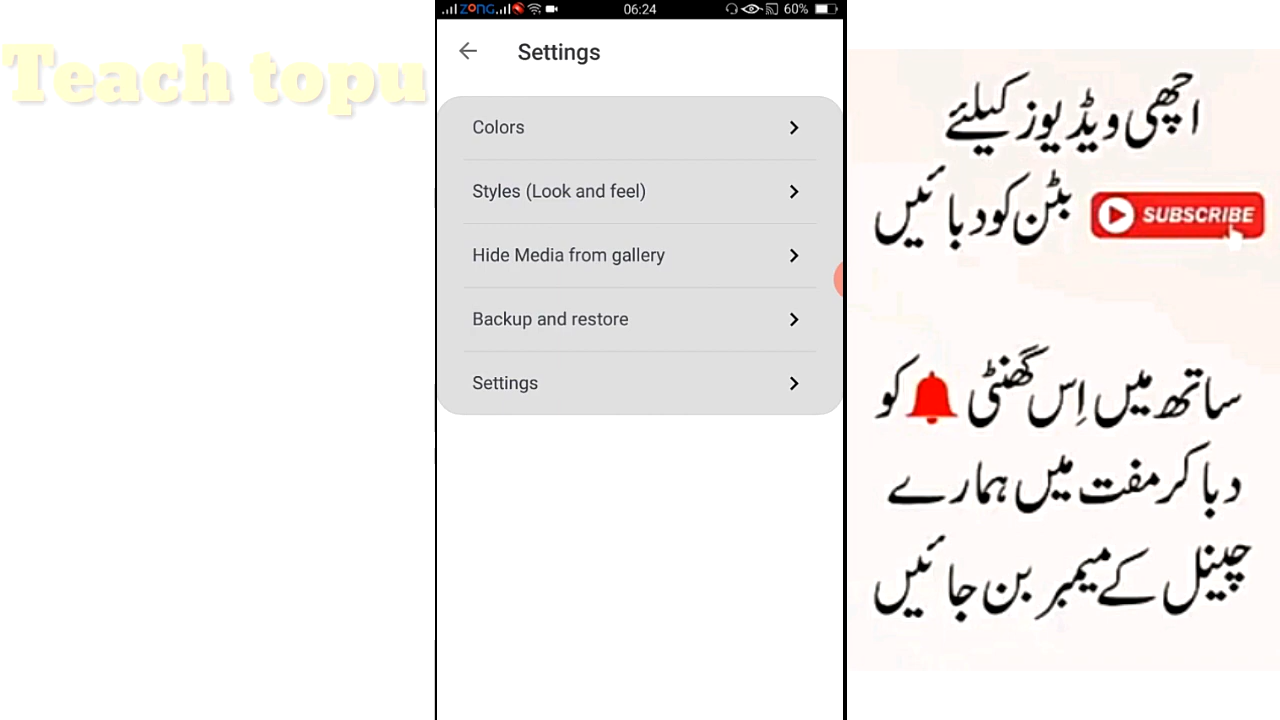 Teach topu
ZONG 06:24 60%
Settings
Colors
Styles (Look and feel)
Hide Media from gallery
Backup and restore
Settings
اچھی ویڈیوز کیلئے
SUBSCRIBE بٹن کو دبائیں
ساتھ میں اِس گھنٹی کو
دبا کر مفت میں ہمارے
چینل کے میمبر بن جائیں